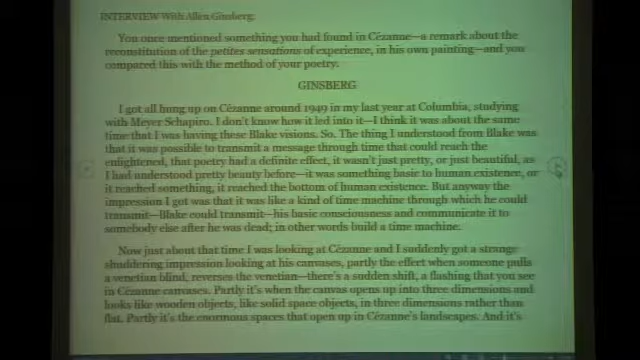 INTERVIEW With Allen Ginsberg:
You once mentioned something you had found in Cézanne—a remark about the
reconstitution of the petites sensations of experience, in his own painting—and you
compared this with the method of your poetry.
GINSBERG
I got all hung up on Cézanne around 1949 in my last year at Columbia, studying
with Meyer Schapiro. I don't know how it led into it—I think it was about the same
time that I was having these Blake visions. So. The thing I understood from Blake was
that it was possible to transmit a message through time that could reach the
enlightened, that poetry had a definite effect, it wasn't just pretty, or just beautiful, as
I had understood pretty beauty before—it was something basic to human existence, or
it reached something, it reached the bottom of human existence. But anyway the
impression I got was that it was like a kind of time machine through which he could
transmit—Blake could transmit—his basic consciousness and communicate it to
somebody else after he was dead; in other words build a time machine.
Now just about that time I was looking at Cézanne and I suddenly got a strange
shuddering impression looking at his canvases, partly the effect when someone pulls
a venetian blind, reverses the venetian—there's a sudden shift, a flashing that you see
in Cézanne canvases. Partly it's when the canvas opens up into three dimensions and
looks like wooden objects, like solid space objects, in three dimensions rather than
flat. Partly it's the enormous spaces that open up in Cézanne's landscapes. And it's